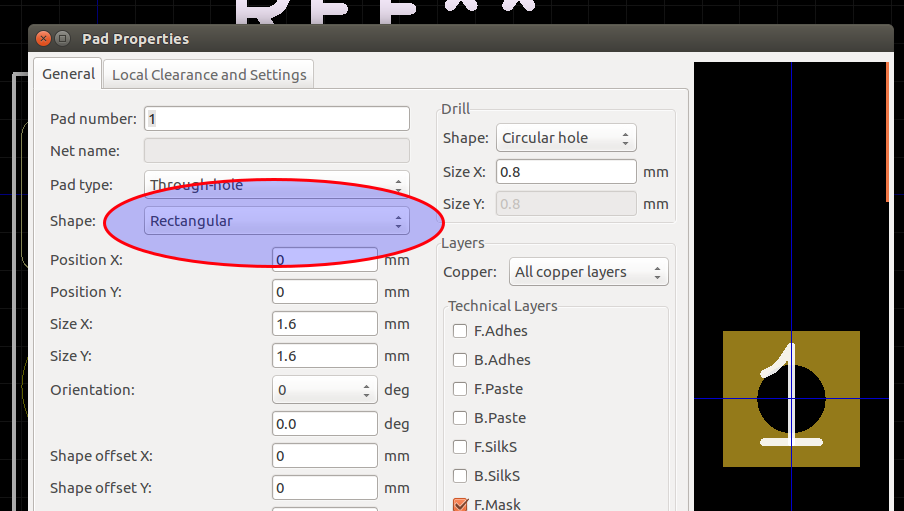 REF**
Pad Properties
General
Local Clearance and Settings
Pad number: 1
Net name:
Pad type: Through-hole
Shape: Rectangular
Position X: 0 mm
Position Y: 0 mm
Size X: 1.6 mm
Size Y: 1.6 mm
Orientation: 0 deg
0.0 deg
Shape offset X: 0 mm
Shape offset Y: 0 mm
Drill
Shape: Circular hole
Size X: 0.8 mm
Size Y: 0.8 mm
Layers
Copper: All copper layers
Technical Layers
F.Adhes
B.Adhes
F.Paste
B.Paste
F.SilkS
B.SilkS
F.Mask
1